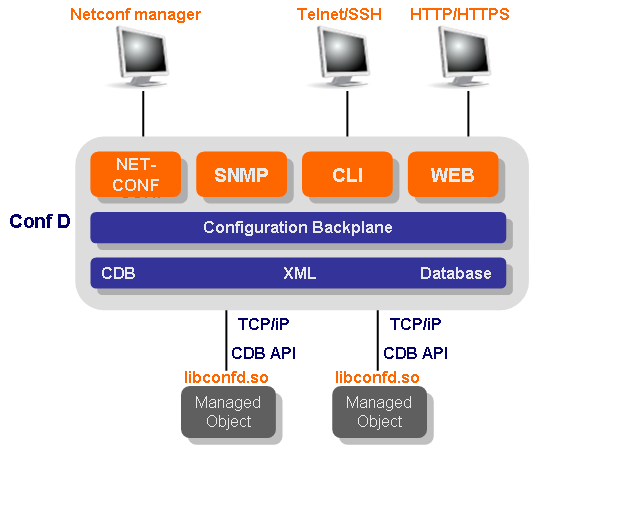 Netconf manager
Telnet/SSH
HTTP/HTTPS
NET-
CONF
SNMP
CLI
WEB
Conf D
Configuration Backplane
CDB
XML
Database
TCP/iP
CDB API
libconfd.so
Managed
Object
TCP/iP
CDB API
libconfd.so
Managed
Object